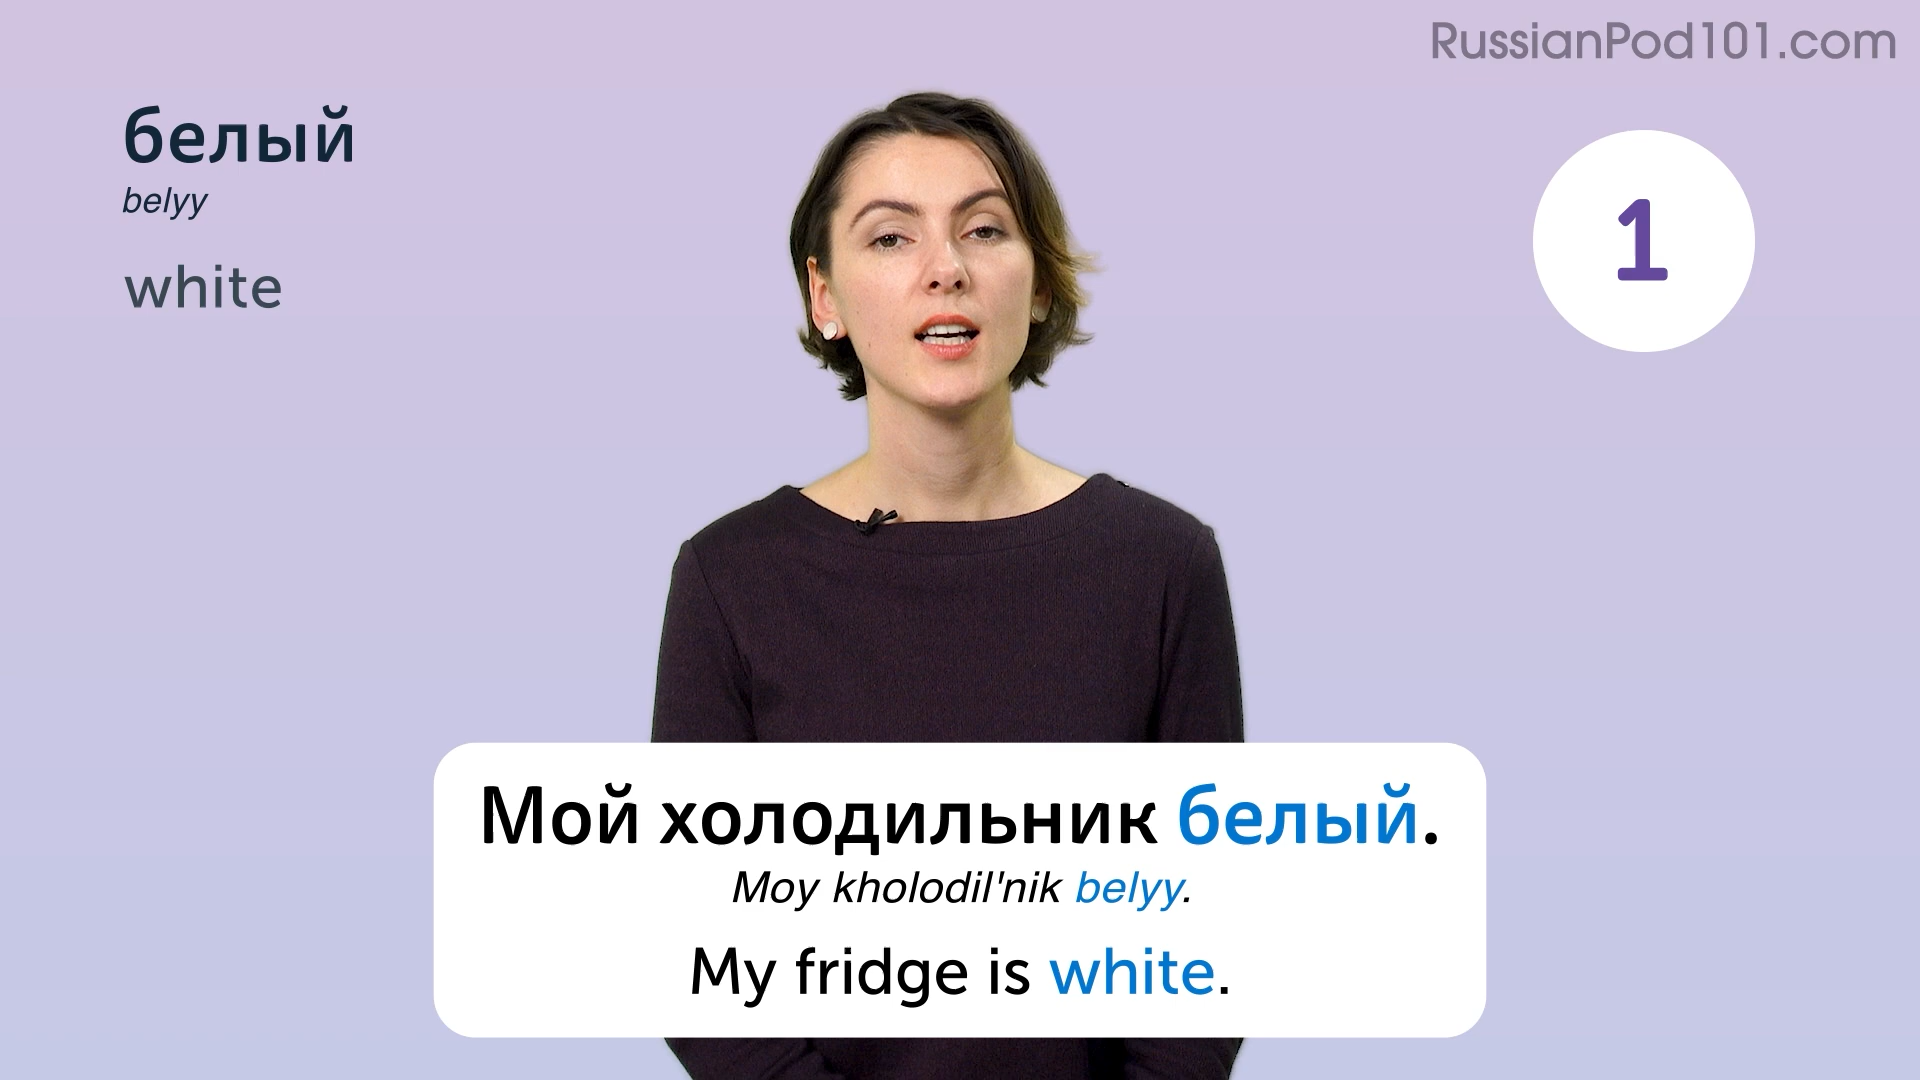 RussianPod101.com
белый
belyy
white
1
Мой холодильник белый.
Moy kholodil'nik belyy.
My fridge is white.